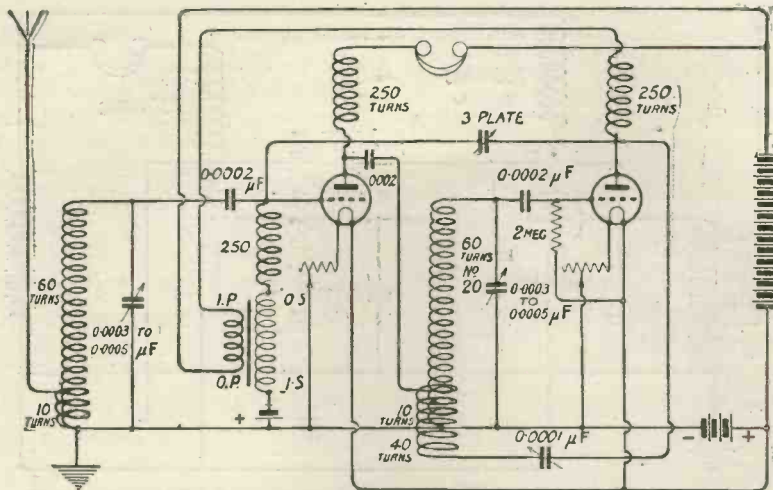 250
TURNS
250
TURNS
3 PLATE
0.0002
μF
.0002
0.0002 μF
60
TURNS
0.0003 TO
0.0005 μF
250
I.P.
O.P.
O S
I.S
+
2 MEG
60
TURNS
No
20
0.0003
TO
0.0005 μF
10
TURNS
10
TURNS
40
TURNS
0.0001 μF
- +